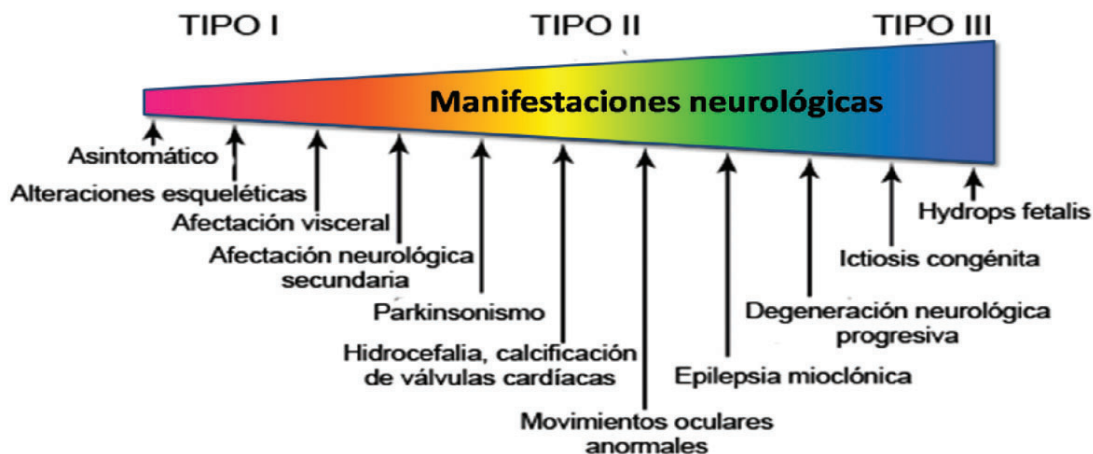 TIPO I
TIPO II
TIPO III
Manifestaciones neurológicas
Asintomático
Alteraciones esqueléticas
Afectación visceral
Afectación neurológica
secundaria
Parkinsonismo
Hidrocefalia, calcificación
de válvulas cardíacas
Movimientos oculares
anormales
Epilepsia mioclónica
Degeneración neurológica
progresiva
Ictiosis congénita
Hydrops fetalis